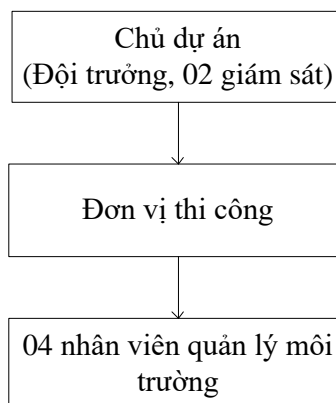 Chủ dự án
(Đội trưởng, 02 giám sát)
Đơn vị thi công
04 nhân viên quản lý môi
trường